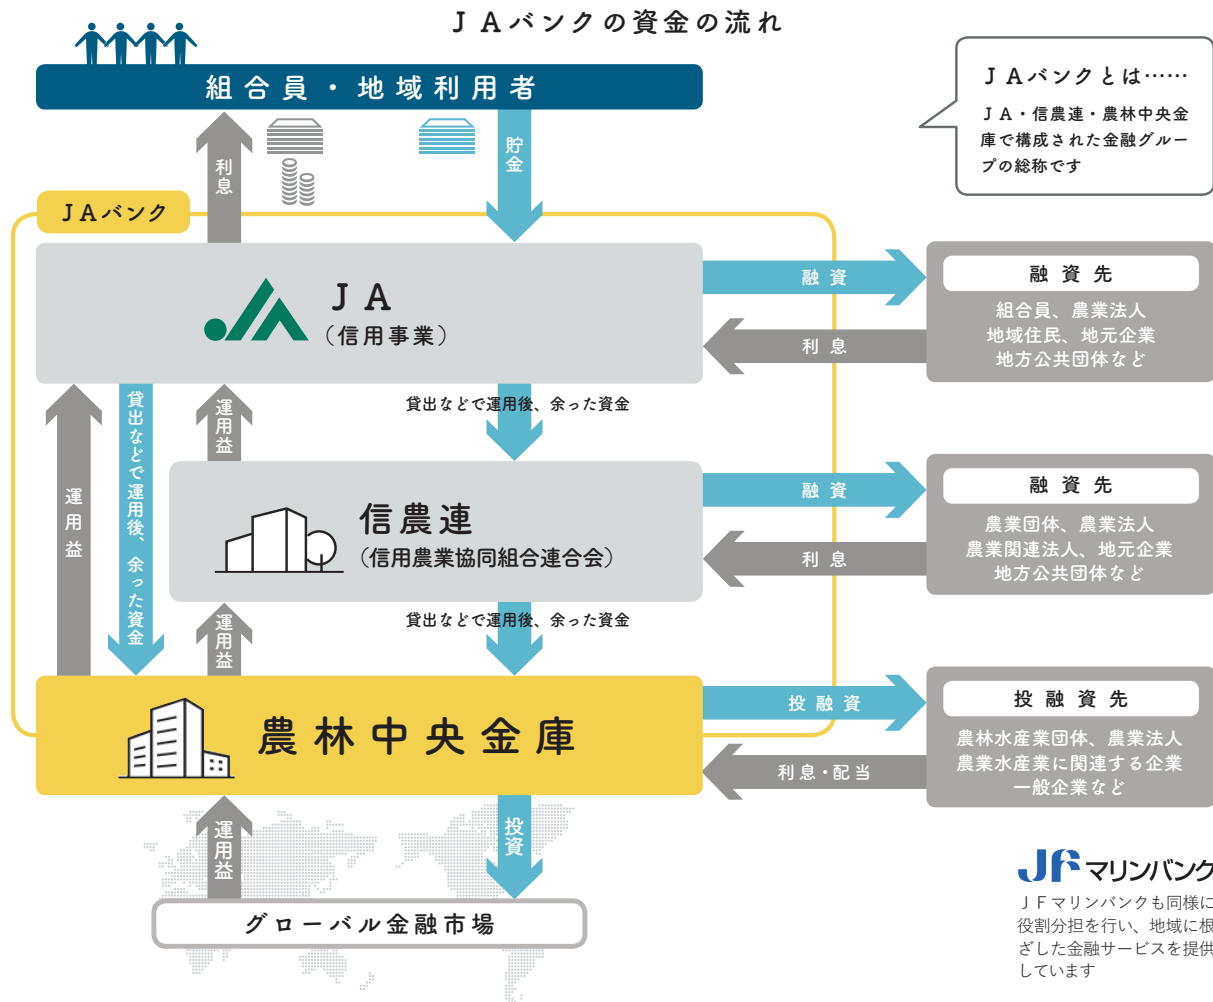 ＪＡバンクの資金の流れ
組合員・地域利用者
ＪＡバンクとは……
ＪＡ・信農連・農林中央金
庫で構成された金融グルー
プの総称です
利息
貯金
ＪＡバンク
ＪＡ
（信用事業）
融資
利息
融資先
組合員、農業法人
地域住民、地元企業
地方公共団体など
運用益
貸出などで運用後、余った資金
運用益
貸出などで運用後、余った資金
信農連
（信用農業協同組合連合会）
融資
利息
融資先
農業団体、農業法人
農業関連法人、地元企業
地方公共団体など
運用益
貸出などで運用後、余った資金
農林中央金庫
投融資
利息・配当
投融資先
農林水産業団体、農業法人
農業水産業に関連する企業
一般企業など
運用益
投資
グローバル金融市場
JF マリンバンク
ＪＦマリンバンクも同様に
役割分担を行い、地域に根
ざした金融サービスを提供
しています